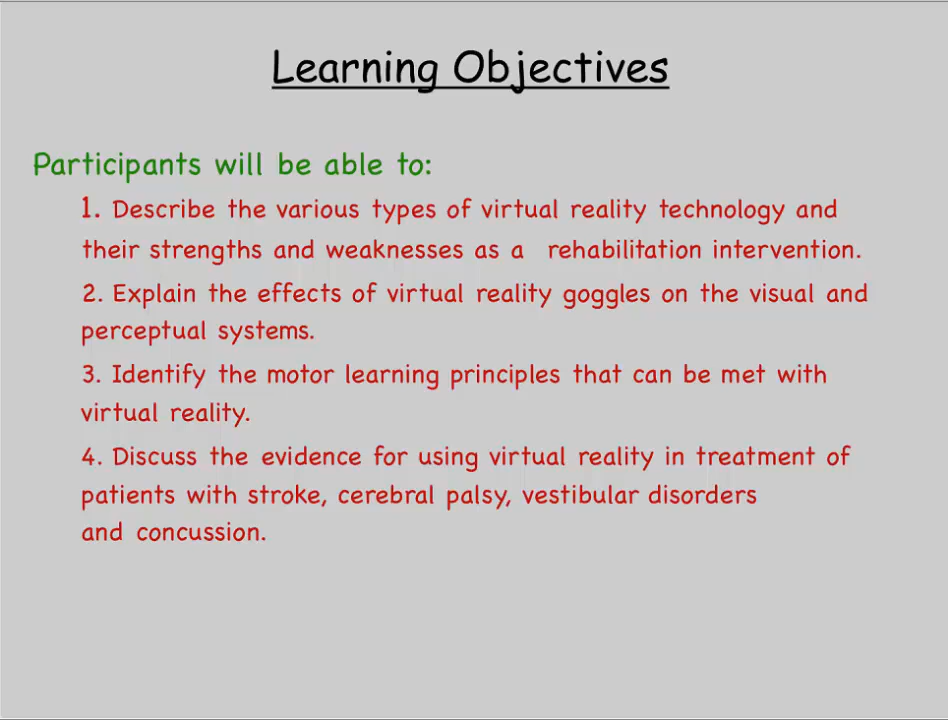 Learning Objectives
Participants will be able to:
1. Describe the various types of virtual reality technology and
their strengths and weaknesses as a rehabilitation intervention.
2. Explain the effects of virtual reality goggles on the visual and
perceptual systems.
3. Identify the motor learning principles that can be met with
virtual reality.
4. Discuss the evidence for using virtual reality in treatment of
patients with stroke, cerebral palsy, vestibular disorders
and concussion.